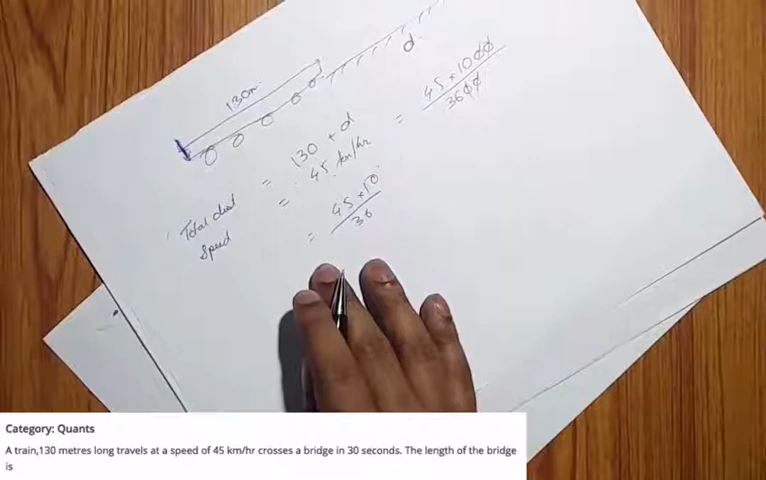 130m
d
Total dist = 130 + d
Speed = 45 km/hr = 45 × 1000 / 3600
= 45 × 10 / 36
Category: Quants
A train,130 metres long travels at a speed of 45 km/hr crosses a bridge in 30 seconds. The length of the bridge
is